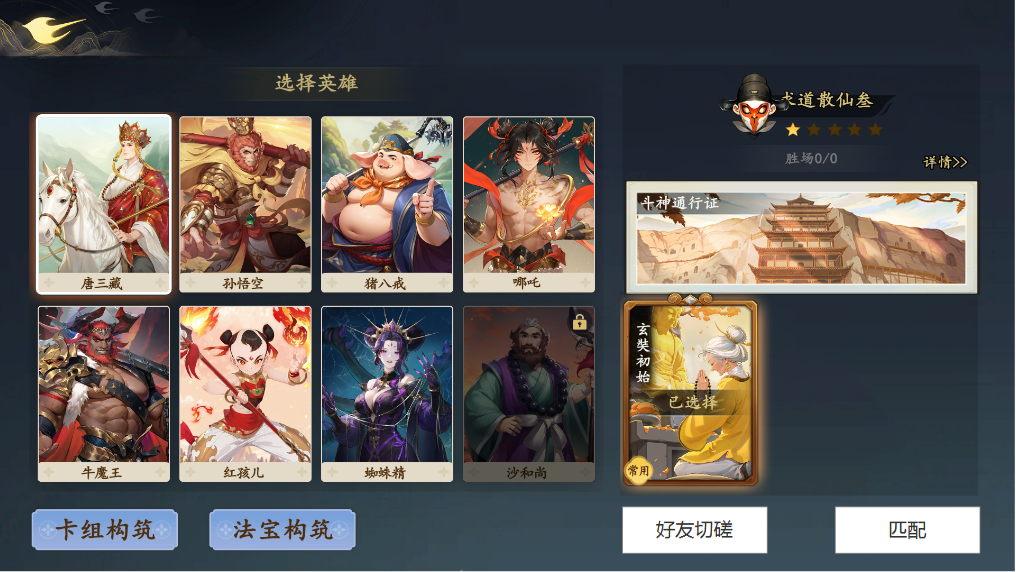 选择英雄
唐三藏
孙悟空
猪八戒
哪吒
牛魔王
红孩儿
蜘蛛精
沙和尚
卡组构筑
法宝构筑
道散仙叁
胜场0/0
详情>>
斗神通行证
玄奘初始
已选择
常用
好友切磋
匹配